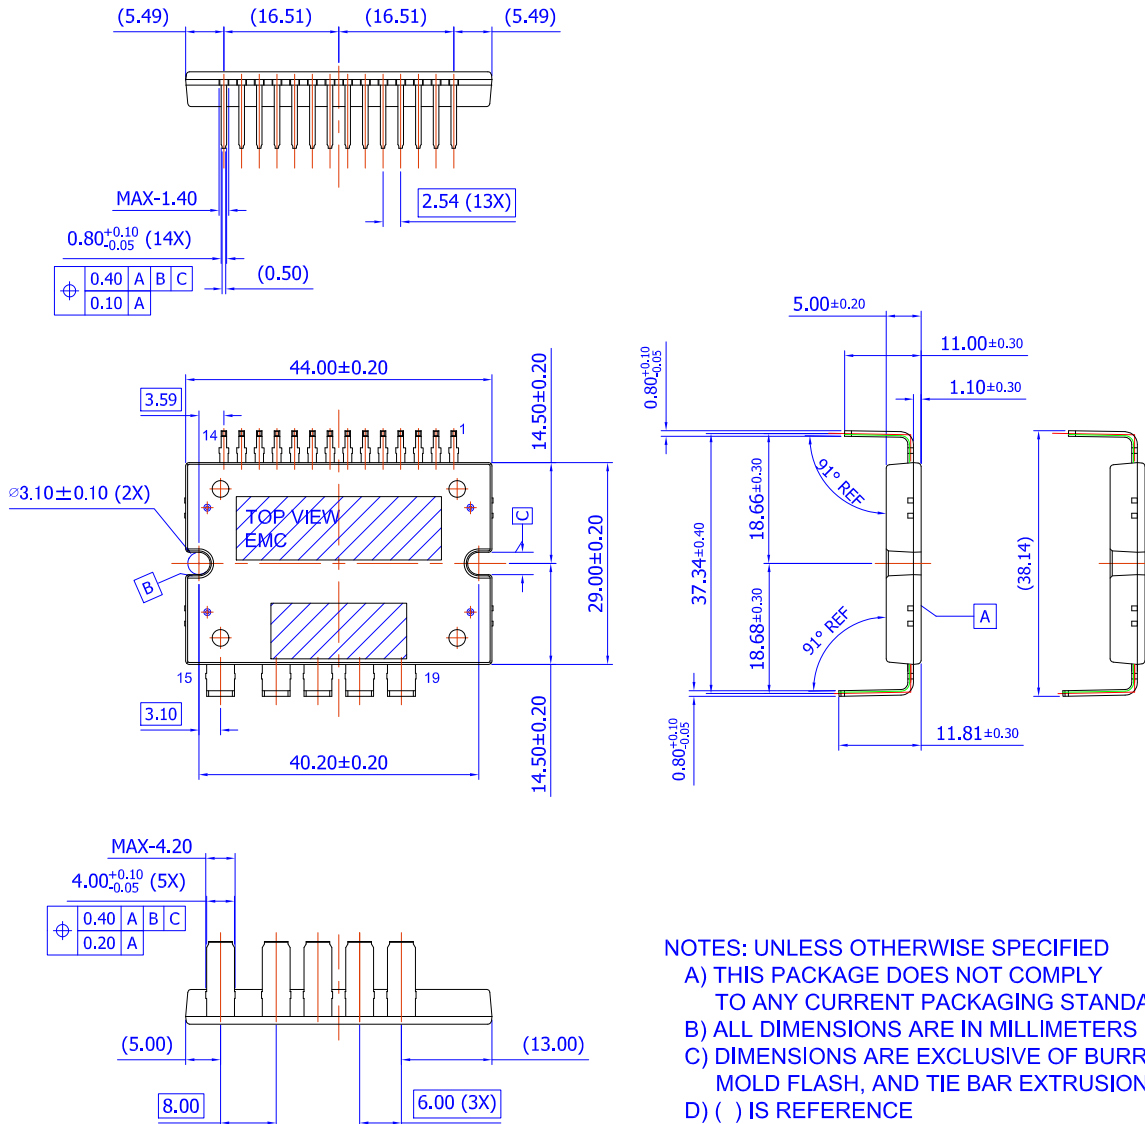 (5.49) (16.51) (16.51) (5.49)
MAX-1.40
2.54 (13X)
0.80+0.10-0.05 (14X)
(0.50)
0.40 A B C
0.10 A
5.00±0.20
11.00±0.30
0.80+0.10-0.05
1.10±0.30
44.00±0.20
14.50±0.20
3.59
14
1
⌀3.10±0.10 (2X)
TOP VIEW
EMC
C
B
29.00±0.20
91° REF
18.66±0.30
37.34±0.40
(38.14)
18.68±0.30
91° REF
A
15
19
3.10
40.20±0.20
14.50±0.20
0.80+0.10-0.05
11.81±0.30
MAX-4.20
4.00+0.10-0.05 (5X)
0.40 A B C
0.20 A
(5.00)
(13.00)
8.00
6.00 (3X)
NOTES: UNLESS OTHERWISE SPECIFIED
A) THIS PACKAGE DOES NOT COMPLY
TO ANY CURRENT PACKAGING STANDA
B) ALL DIMENSIONS ARE IN MILLIMETERS
C) DIMENSIONS ARE EXCLUSIVE OF BURR
MOLD FLASH, AND TIE BAR EXTRUSION
D) ( ) IS REFERENCE